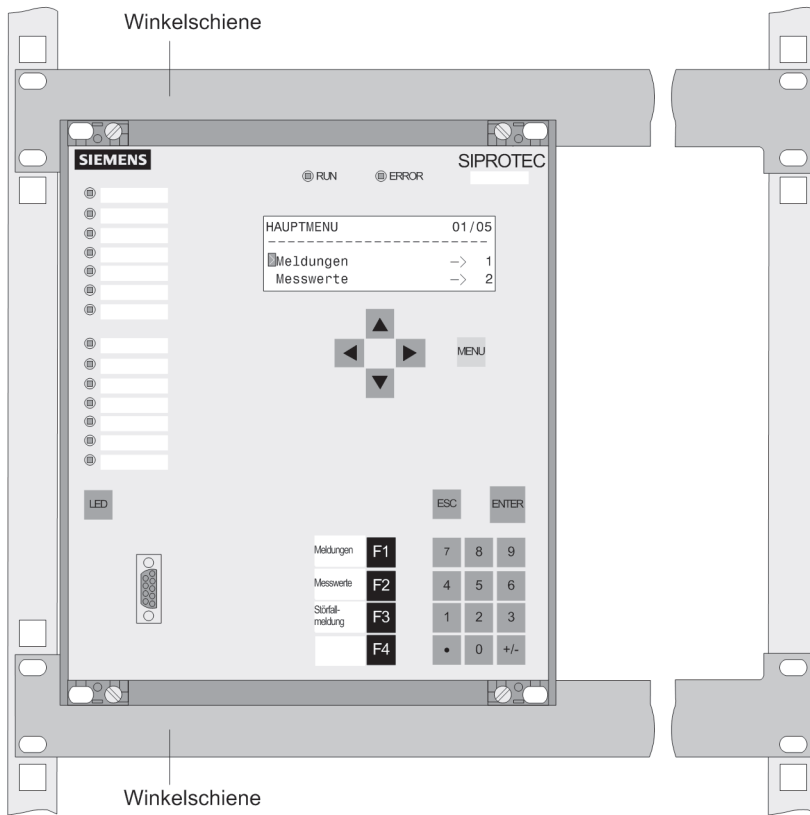 Winkelschiene
SIEMENS
SIPROTEC
RUN
ERROR
HAUPTMENU 01/05
--------------------
Meldungen –> 1
Messwerte –> 2
MENU
LED
ESC
ENTER
Meldungen F1
7 8 9
Messwerte F2
4 5 6
Störfall-
meldung F3
1 2 3
F4
• 0 +/-
Winkelschiene